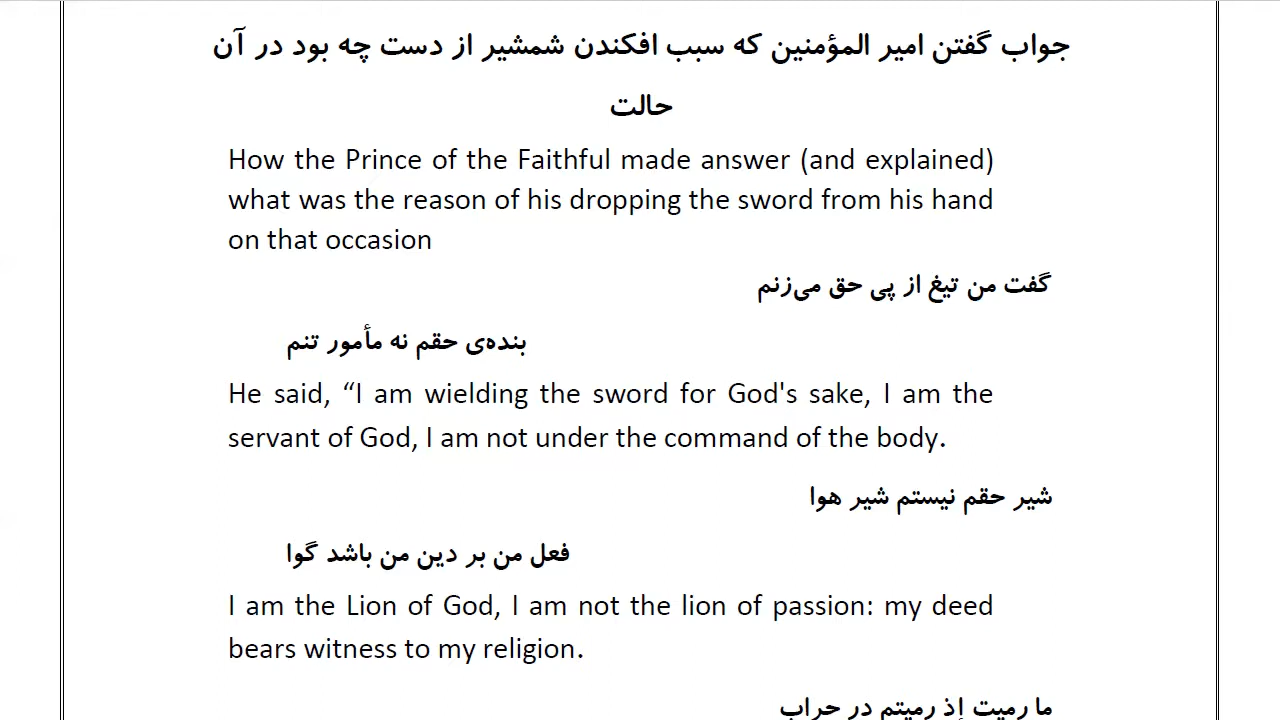 جواب گفتن امیر المؤمنین که سبب افکندن شمشیر از دست چه بود در آن
حالت
How the Prince of the Faithful made answer (and explained)
what was the reason of his dropping the sword from his hand
on that occasion
گفت من تیغ از پی حق می‌زنم
بنده‌ی حقم نه مأمور تنم
He said, “I am wielding the sword for God's sake, I am the
servant of God, I am not under the command of the body.
شیر حقم نیستم شیر هوا
فعل من بر دین من باشد گوا
I am the Lion of God, I am not the lion of passion: my deed
bears witness to my religion.
ما رمیت إذ رمیتم در حراب